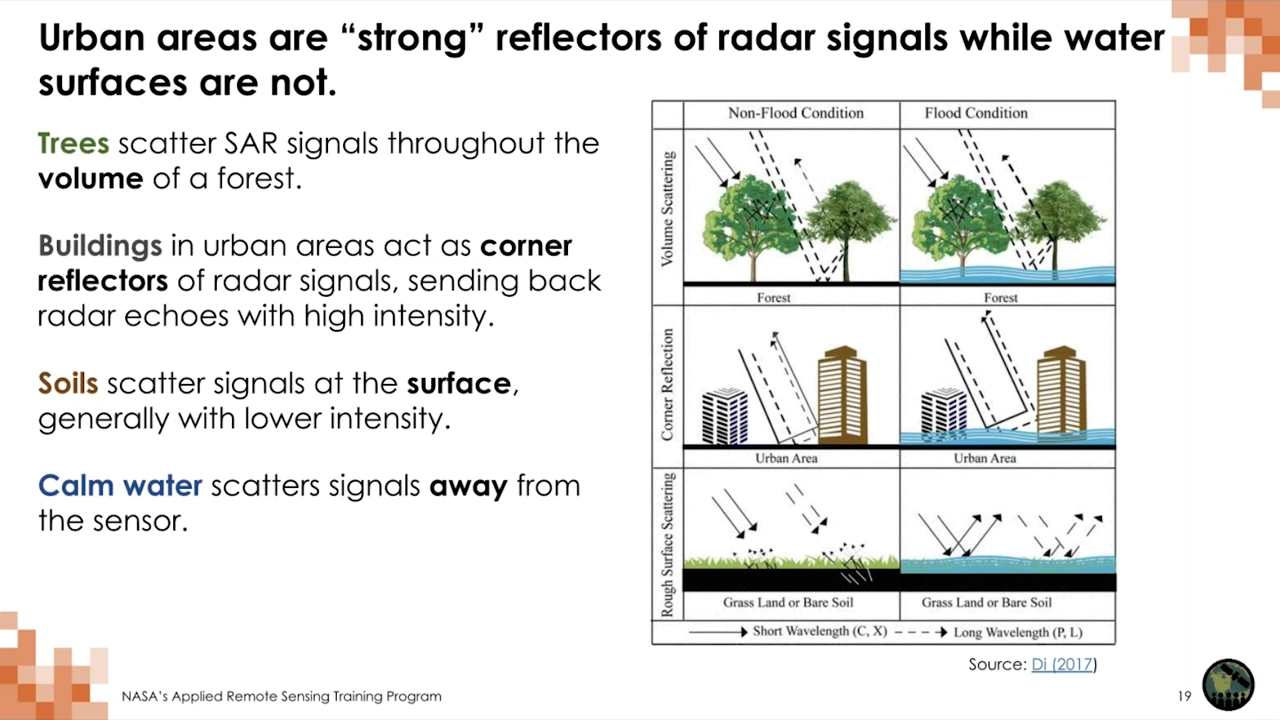 Urban areas are “strong” reflectors of radar signals while water
surfaces are not.
Trees scatter SAR signals throughout the
volume of a forest.
Buildings in urban areas act as corner
reflectors of radar signals, sending back
radar echoes with high intensity.
Soils scatter signals at the surface,
generally with lower intensity.
Calm water scatters signals away from
the sensor.
Non-Flood Condition
Flood Condition
Volume Scattering
Forest
Forest
Corner Reflection
Urban Area
Urban Area
Rough Surface Scattering
Grass Land or Bare Soil
Grass Land or Bare Soil
Short Wavelength (C, X)
Long Wavelength (P, L)
Source: Di (2017)
NASA’s Applied Remote Sensing Training Program
19